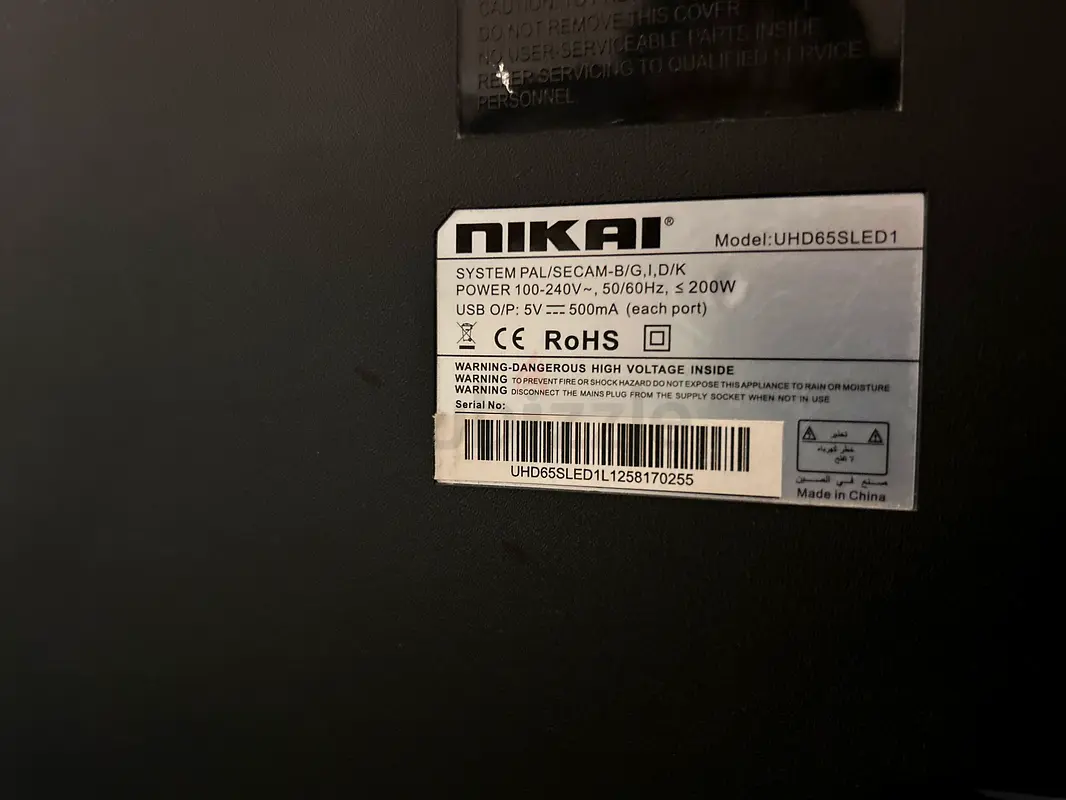 CAUTION: TO
DO NOT REMOVE THIS COVER
NO USER-SERVICEABLE PARTS INSIDE
REFER SERVICING TO QUALIFIED SERVICE
PERSONNEL
NIKAI®
Model:UHD65SLED1
SYSTEM PAL/SECAM-B/G,I,D/K
POWER 100-240V~, 50/60Hz, ≤ 200W
USB O/P: 5V ⎓ 500mA (each port)
CE RoHS
WARNING-DANGEROUS HIGH VOLTAGE INSIDE
WARNING TO PREVENT FIRE OR SHOCK HAZARD DO NOT EXPOSE THIS APPLIANCE TO RAIN OR MOISTURE
WARNING DISCONNECT THE MAINS PLUG FROM THE SUPPLY SOCKET WHEN NOT IN USE
Serial No:
UHD65SLED1L1258170255
تحذير
خطر كهرباء
لا تفتح
صنع في الصين
Made in China